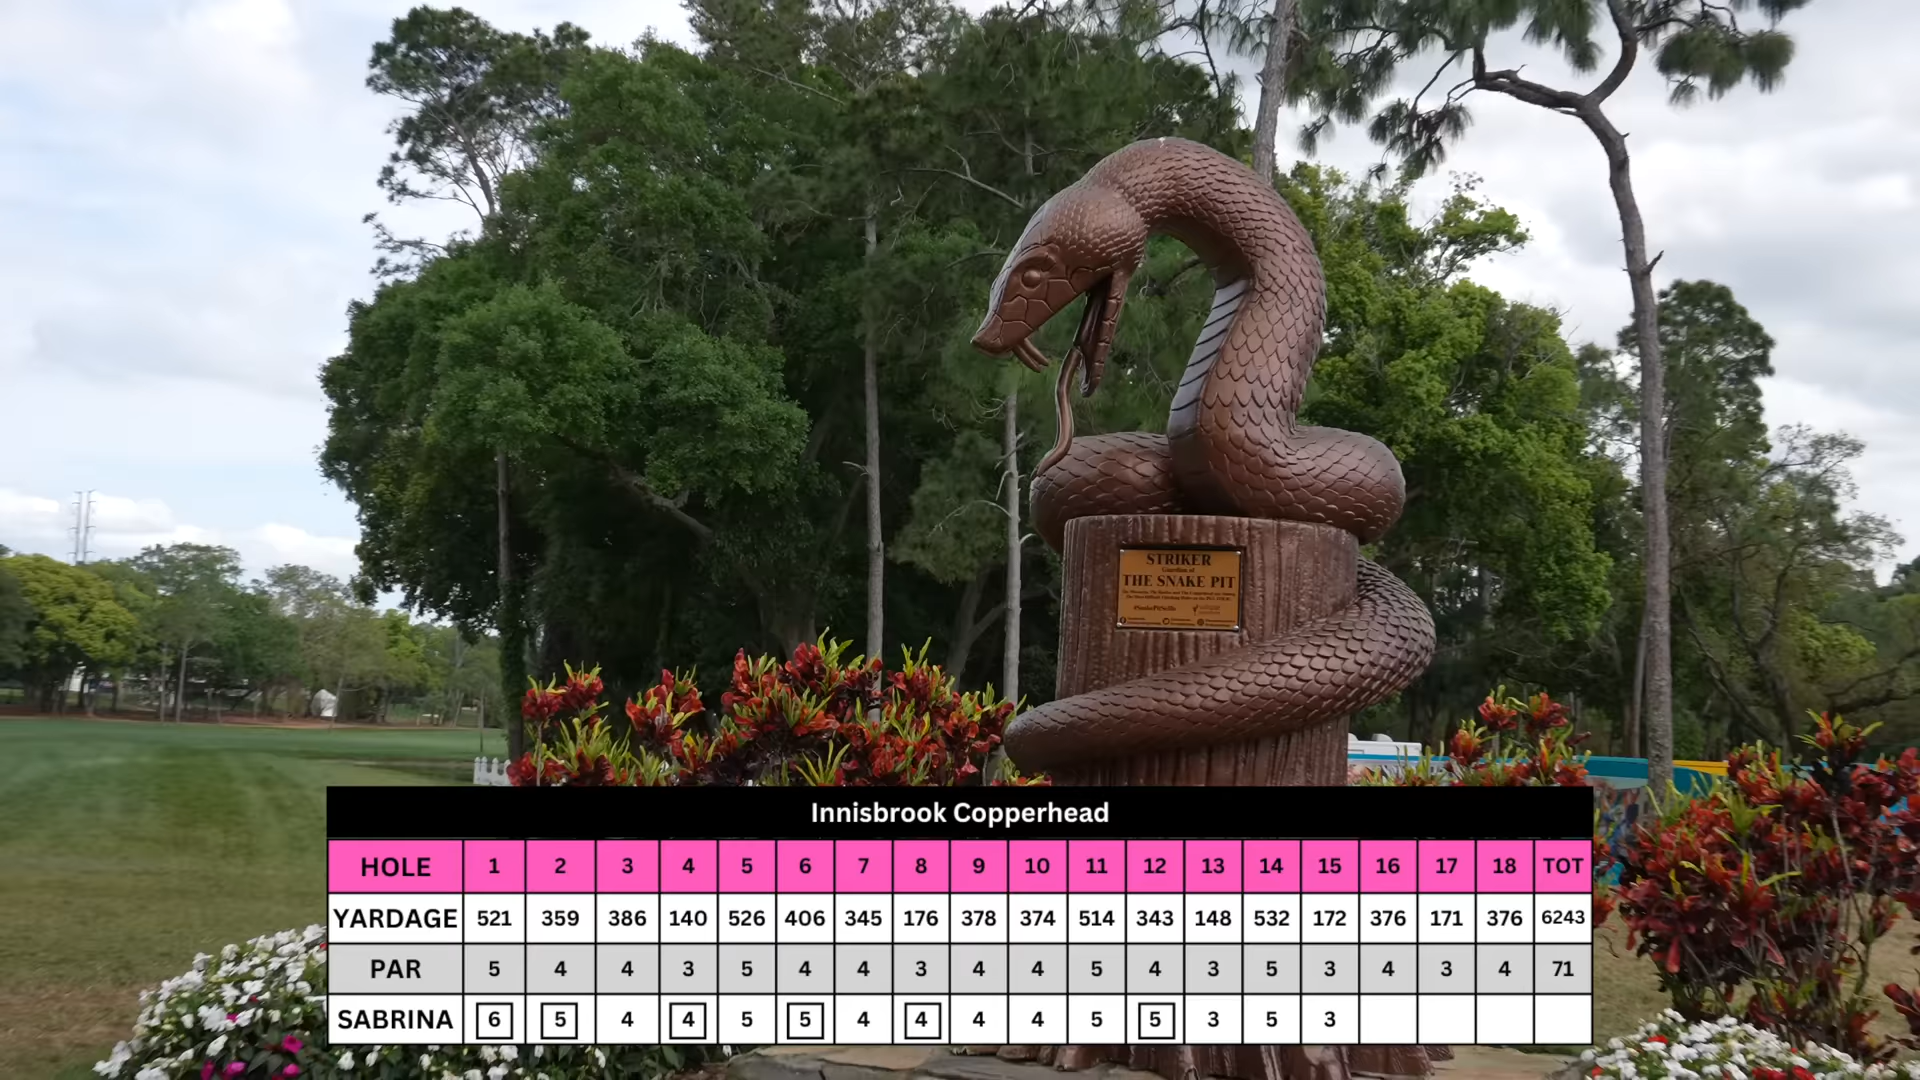 STRIKER
Guardian of
THE SNAKE PIT
#SnakePitSelfie
Innisbrook Copperhead
HOLE 1 2 3 4 5 6 7 8 9 10 11 12 13 14 15 16 17 18 TOT
YARDAGE 521 359 386 140 526 406 345 176 378 374 514 343 148 532 172 376 171 376 6243
PAR 5 4 4 3 5 4 4 3 4 4 5 4 3 5 3 4 3 4 71
SABRINA 6 5 4 4 5 5 4 4 4 4 5 5 3 5 3